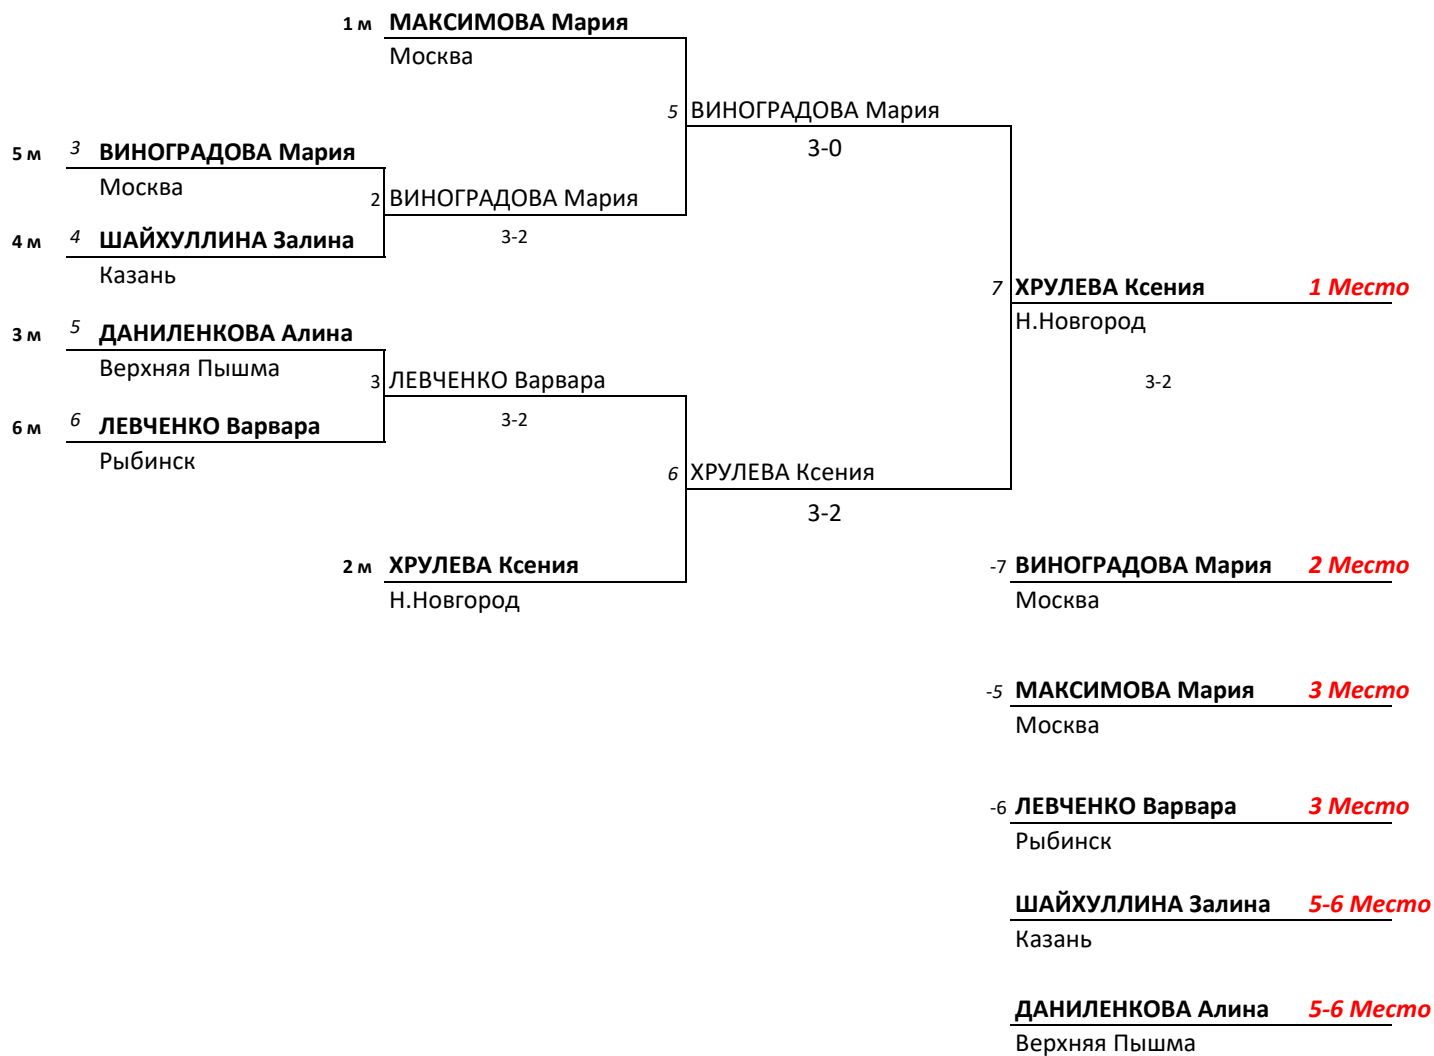 1 м МАКСИМОВА Мария
Москва
5 ВИНОГРАДОВА Мария
3-0
5 м 3 ВИНОГРАДОВА Мария
Москва
2 ВИНОГРАДОВА Мария
3-2
4 м 4 ШАЙХУЛЛИНА Залина
Казань
7 ХРУЛЕВА Ксения 1 Место
Н.Новгород
3-2
3 м 5 ДАНИЛЕНКОВА Алина
Верхняя Пышма
3 ЛЕВЧЕНКО Варвара
3-2
6 м 6 ЛЕВЧЕНКО Варвара
Рыбинск
6 ХРУЛЕВА Ксения
3-2
2 м ХРУЛЕВА Ксения
Н.Новгород
-7 ВИНОГРАДОВА Мария 2 Место
Москва
-5 МАКСИМОВА Мария 3 Место
Москва
-6 ЛЕВЧЕНКО Варвара 3 Место
Рыбинск
ШАЙХУЛЛИНА Залина 5-6 Место
Казань
ДАНИЛЕНКОВА Алина 5-6 Место
Верхняя Пышма